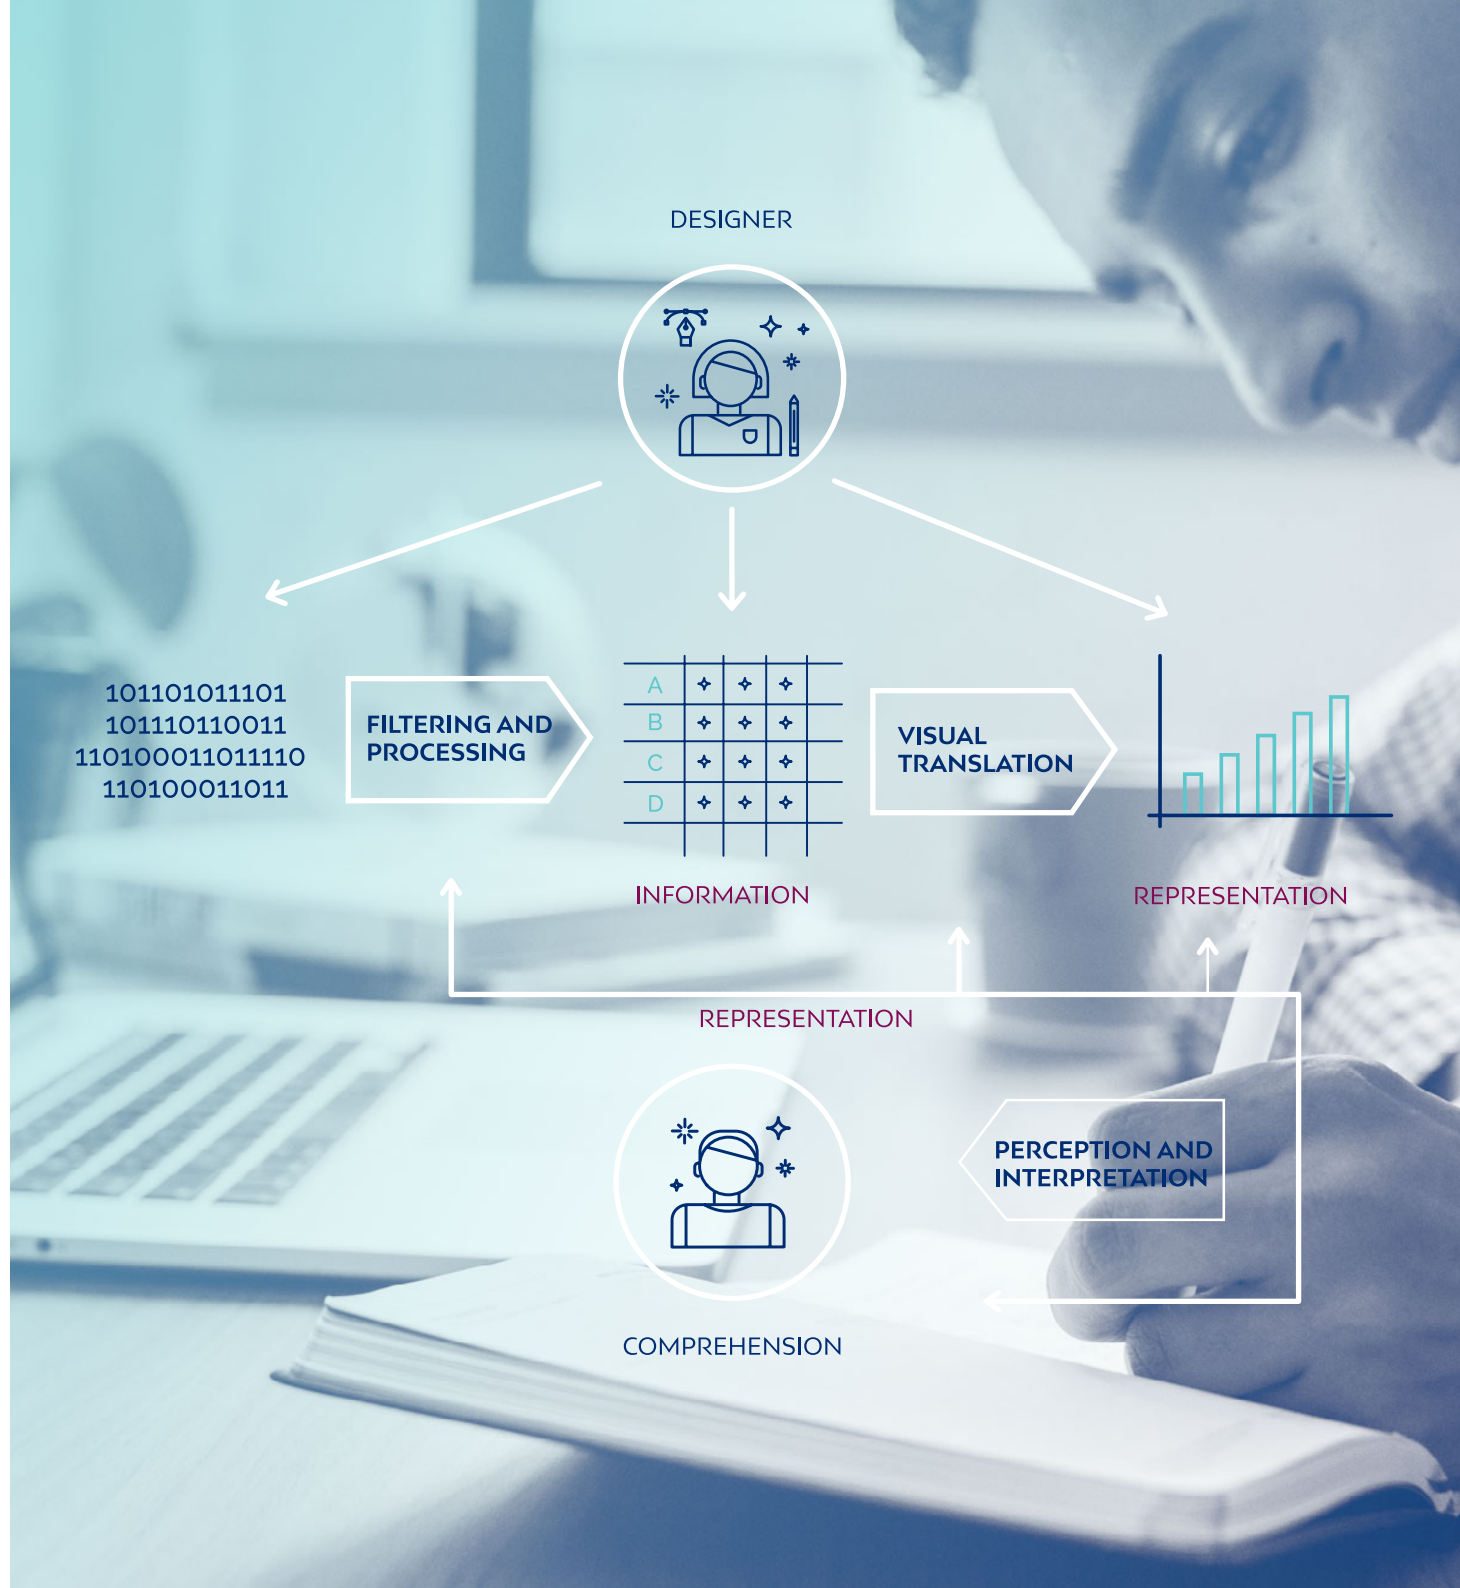 DESIGNER
101101011101
101110110011
110100011011110
110100011011
FILTERING AND
PROCESSING
A
B
C
D
VISUAL
TRANSLATION
INFORMATION
REPRESENTATION
REPRESENTATION
PERCEPTION AND
INTERPRETATION
COMPREHENSION